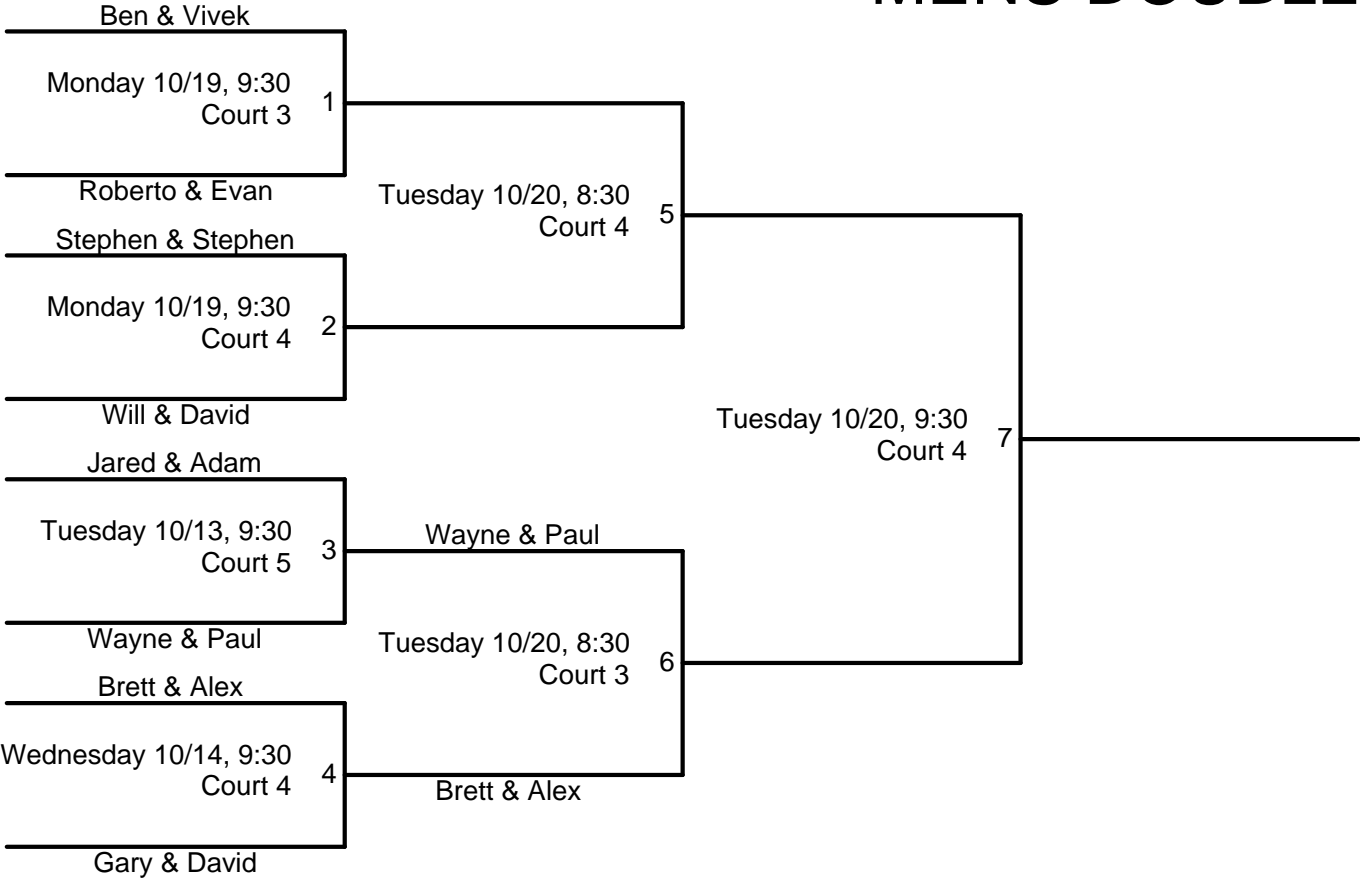 Ben & Vivek
Monday 10/19, 9:30
Court 3
1
Roberto & Evan
Tuesday 10/20, 8:30
Court 4
5
Stephen & Stephen
Monday 10/19, 9:30
Court 4
2
Will & David
Tuesday 10/20, 9:30
Court 4
7
Jared & Adam
Tuesday 10/13, 9:30
Court 5
3
Wayne & Paul
Wayne & Paul
Tuesday 10/20, 8:30
Court 3
6
Brett & Alex
Wednesday 10/14, 9:30
Court 4
4
Brett & Alex
Gary & David